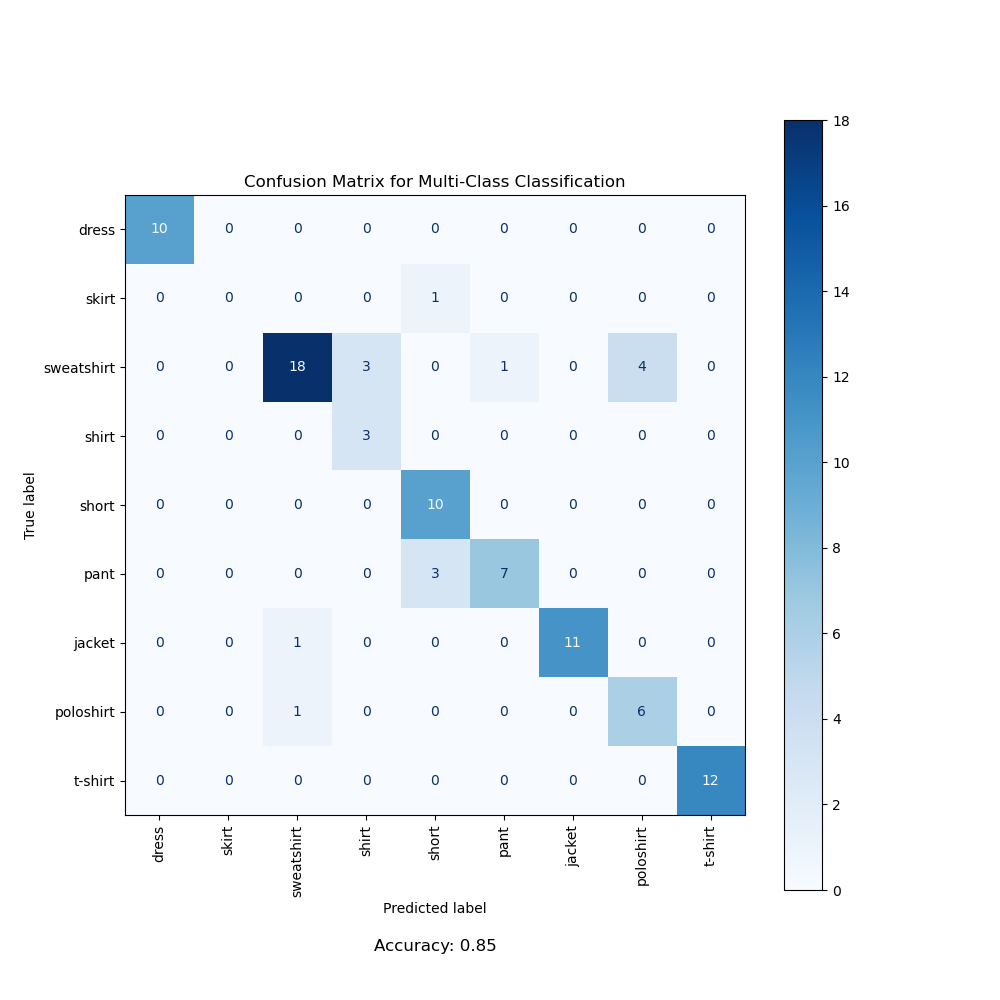 Confusion Matrix for Multi-Class Classification
True label
dress 10 0 0 0 0 0 0 0 0
skirt 0 0 0 0 1 0 0 0 0
sweatshirt 0 0 18 3 0 1 0 4 0
shirt 0 0 0 3 0 0 0 0 0
short 0 0 0 0 10 0 0 0 0
pant 0 0 0 0 3 7 0 0 0
jacket 0 0 1 0 0 0 11 0 0
poloshirt 0 0 1 0 0 0 0 6 0
t-shirt 0 0 0 0 0 0 0 0 12
dress skirt sweatshirt shirt short pant jacket poloshirt t-shirt
Predicted label
Accuracy: 0.85
18
16
14
12
10
8
6
4
2
0